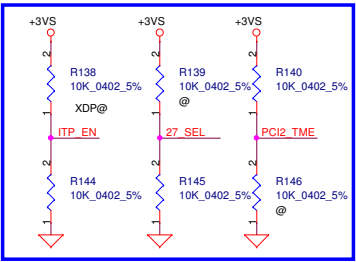 +3VS +3VS +3VS
2 2 2
R138 R139 R140
10K_0402_5% 10K_0402_5% 10K_0402_5%
XDP@ @
1 1 1
ITP_EN 27_SEL PCI2_TME
2 2 2
R144 R145 R146
10K_0402_5% 10K_0402_5% 10K_0402_5%
@
1 1 1